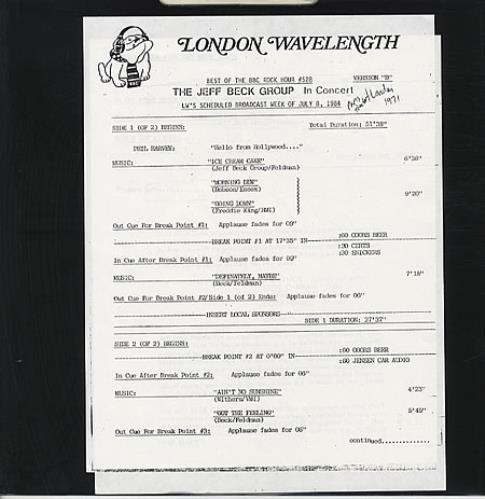 LONDON WAVELENGTH
BEST OF THE BBC ROCK HOUR #528 VERSION "B"
THE JEFF BECK GROUP In Concert
LW'S SCHEDULED BROADCAST WEEK OF JULY 8, 1984
London 1971
SIDE 1 (OF 2) BEGINS: Total Duration: 51'38"
PHIL HARVEN: "Hello from Hollywood...."
MUSIC: "ICE CREAM CAKE" 6'36"
(Jeff Beck Group/Feldman)
"MORNING DEW"
(Dobson/Essex) 9'20"
"GOING DOWN"
(Freddie King/BMI)
Out Cue For Break Point #1: Applause fades for 09"
:60 COORS BEER
BREAK POINT #1 AT 17'35" IN
:30 CERTS
:30 SNICKERS
In Cue After Break Point #1: Applause fades for 02"
MUSIC: "DEFINATELY, MAYBE" 7'18"
(Beck/Feldman)
Out Cue For Break Point #2/Side 1 (of 2) Ends: Applause fades for 06"
INSERT LOCAL SPONSORS
SIDE 1 DURATION: 27'37"
SIDE 2 (OF 2) BEGINS:
:60 COORS BEER
BREAK POINT #2 AT 0'00" IN
:60 JENSEN CAR AUDIO
In Cue After Break Point #2: Applause fades for 06"
MUSIC: "AIN'T NO SUNSHINE" 4'23"
(Withers/BMI)
"GOT THE FEELING" 5'45"
(Beck/Feldman)
Out Cue For Break Point #3: Applause fades for 06"
continued..............